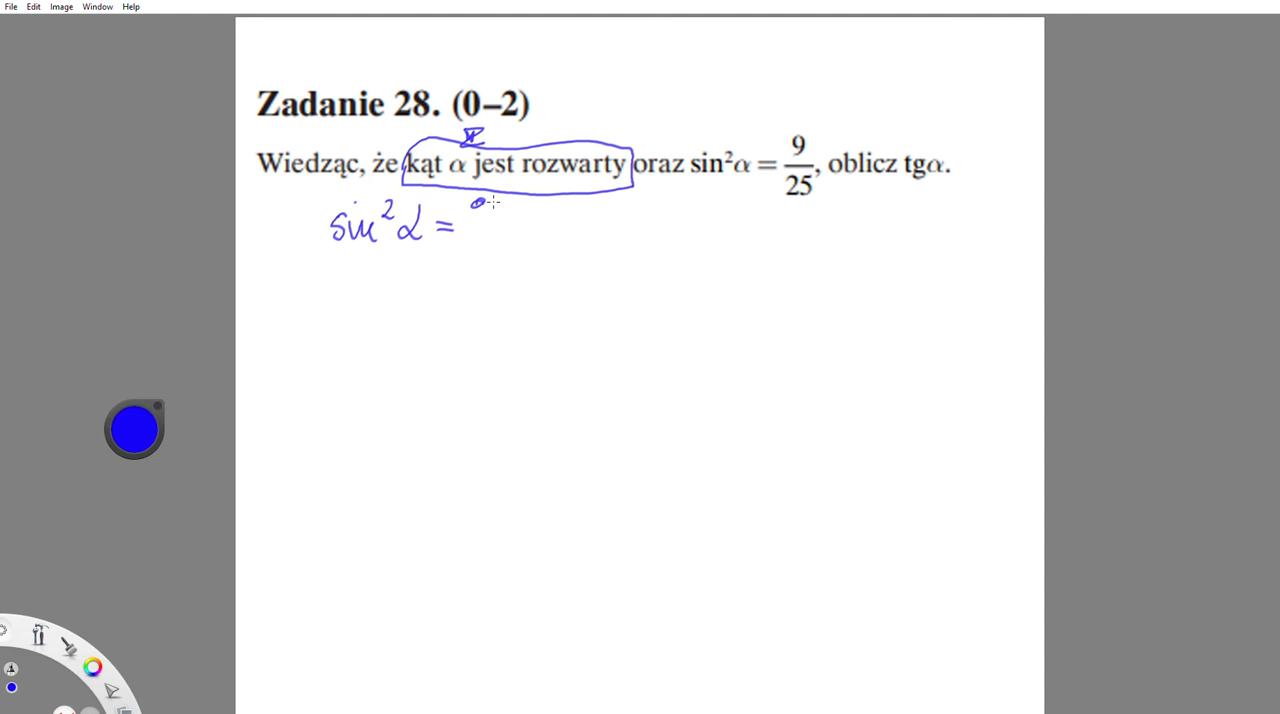 File Edit Image Window Help
Zadanie 28. (0–2)
Wiedząc, że kąt α jest rozwarty oraz sin²α = 9/25, oblicz tgα.
sin²α =